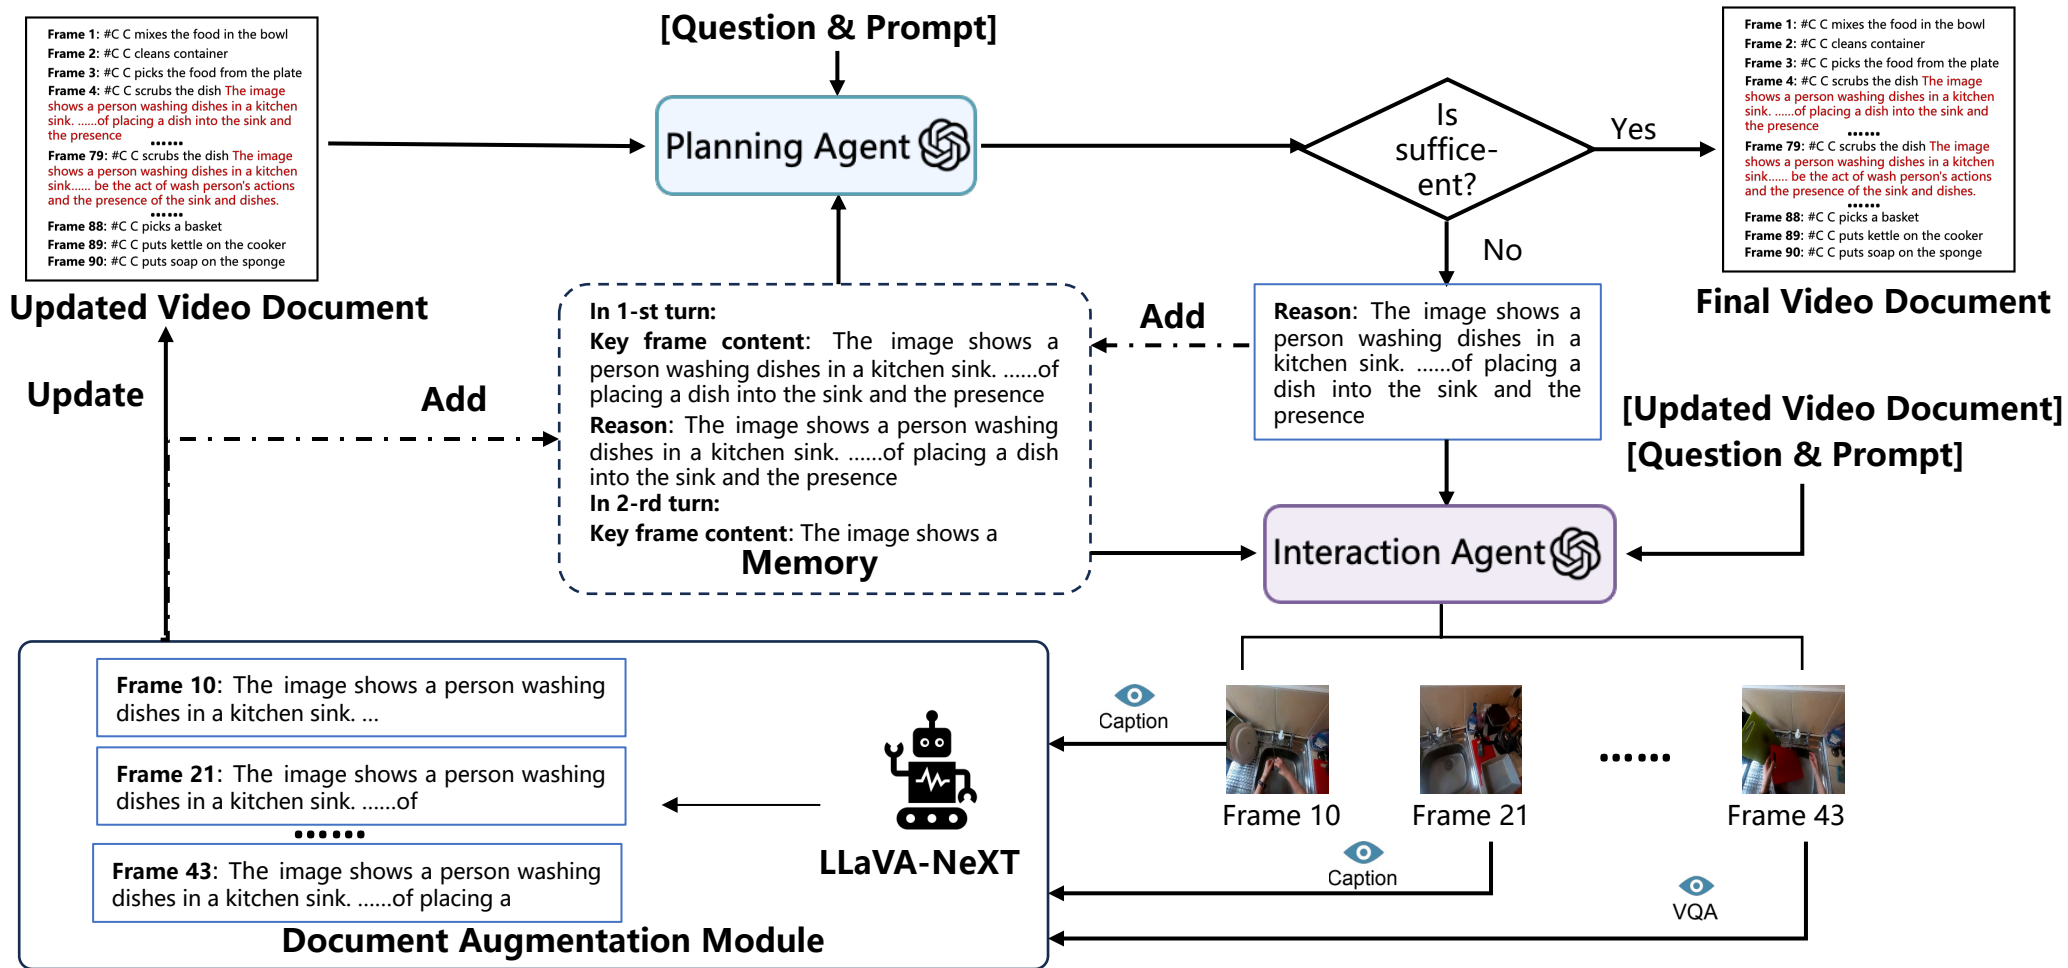 Frame 1: #C C mixes the food in the bowl
Frame 2: #C C cleans container
Frame 3: #C C picks the food from the plate
Frame 4: #C C scrubs the dish The image
shows a person washing dishes in a kitchen
sink. ......of placing a dish into the sink and
the presence
......
Frame 79: #C C scrubs the dish The image
shows a person washing dishes in a kitchen
sink...... be the act of wash person's actions
and the presence of the sink and dishes.
......
Frame 88: #C C picks a basket
Frame 89: #C C puts kettle on the cooker
Frame 90: #C C puts soap on the sponge
Updated Video Document
[Question & Prompt]
Planning Agent
Is
suffice-
ent?
Yes
No
Frame 1: #C C mixes the food in the bowl
Frame 2: #C C cleans container
Frame 3: #C C picks the food from the plate
Frame 4: #C C scrubs the dish The image
shows a person washing dishes in a kitchen
sink. ......of placing a dish into the sink and
the presence
......
Frame 79: #C C scrubs the dish The image
shows a person washing dishes in a kitchen
sink...... be the act of wash person's actions
and the presence of the sink and dishes.
......
Frame 88: #C C picks a basket
Frame 89: #C C puts kettle on the cooker
Frame 90: #C C puts soap on the sponge
Final Video Document
Update
Add
In 1-st turn:
Key frame content: The image shows a
person washing dishes in a kitchen sink. ......of
placing a dish into the sink and the presence
Reason: The image shows a person washing
dishes in a kitchen sink. ......of placing a dish
into the sink and the presence
In 2-rd turn:
Key frame content: The image shows a
Memory
Add
Reason: The image shows a
person washing dishes in a
kitchen sink. ......of placing a
dish into the sink and the
presence
[Updated Video Document]
[Question & Prompt]
Interaction Agent
Frame 10: The image shows a person washing
dishes in a kitchen sink. ...
Frame 21: The image shows a person washing
dishes in a kitchen sink. ......of
......
Frame 43: The image shows a person washing
dishes in a kitchen sink. ......of placing a
LLaVA-NeXT
Document Augmentation Module
Caption
Frame 10
Frame 21
......
Frame 43
Caption
VQA